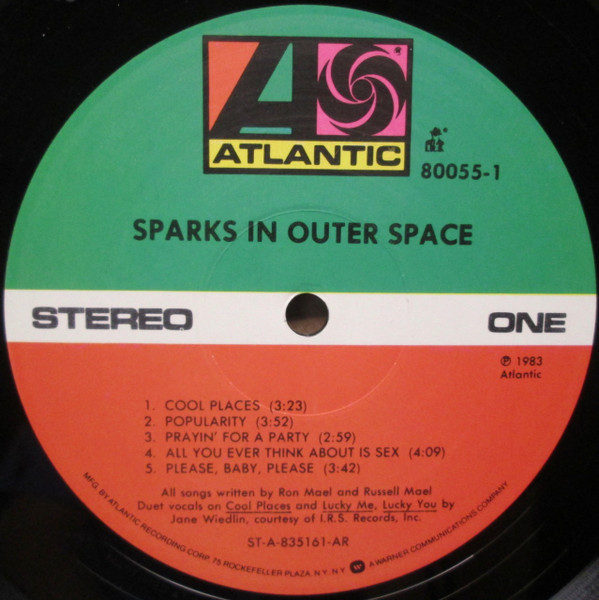 ATLANTIC
80055-1
SPARKS IN OUTER SPACE
STEREO
ONE
℗ 1983
Atlantic
1. COOL PLACES (3:23)
2. POPULARITY (3:52)
3. PRAYIN' FOR A PARTY (2:59)
4. ALL YOU EVER THINK ABOUT IS SEX (4:09)
5. PLEASE, BABY, PLEASE (3:42)
All songs written by Ron Mael and Russell Mael
Duet vocals on Cool Places and Lucky Me, Lucky You by
Jane Wiedlin, courtesy of I.R.S. Records, Inc.
ST-A-835161-AR
MFG. BY ATLANTIC RECORDING CORP. 75 ROCKEFELLER PLAZA, N.Y. N.Y. A WARNER COMMUNICATIONS COMPANY